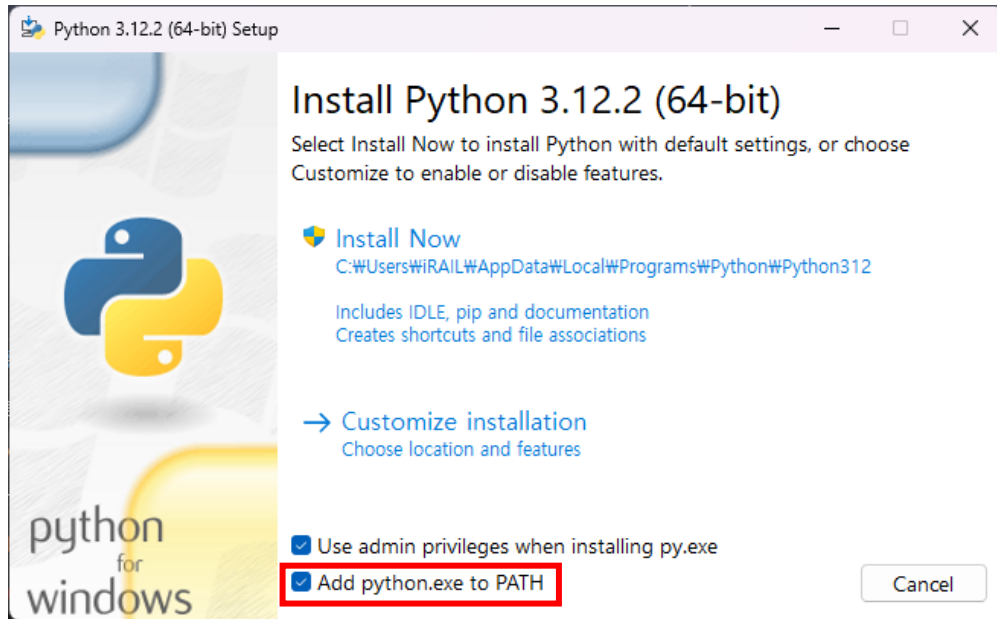 Python 3.12.2 (64-bit) Setup
Install Python 3.12.2 (64-bit)
Select Install Now to install Python with default settings, or choose
Customize to enable or disable features.
Install Now
C:₩Users₩iRAIL₩AppData₩Local₩Programs₩Python₩Python312
Includes IDLE, pip and documentation
Creates shortcuts and file associations
→ Customize installation
Choose location and features
python
for
windows
Use admin privileges when installing py.exe
Add python.exe to PATH
Cancel